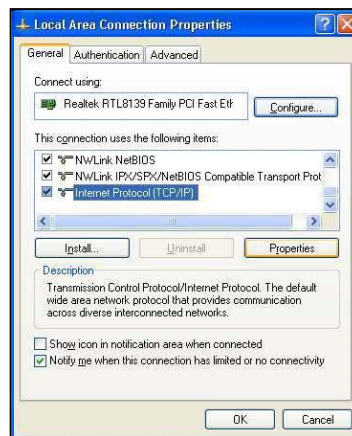 Local Area Connection Properties
General Authentication Advanced
Connect using:
Realtek RTL8139 Family PCI Fast Eth
Configure...
This connection uses the following items:
NWLink NetBIOS
NWLink IPX/SPX/NetBIOS Compatible Transport Prot
Internet Protocol (TCP/IP)
Install... Uninstall Properties
Description
Transmission Control Protocol/Internet Protocol. The default
wide area network protocol that provides communication
across diverse interconnected networks.
Show icon in notification area when connected
Notify me when this connection has limited or no connectivity
OK Cancel